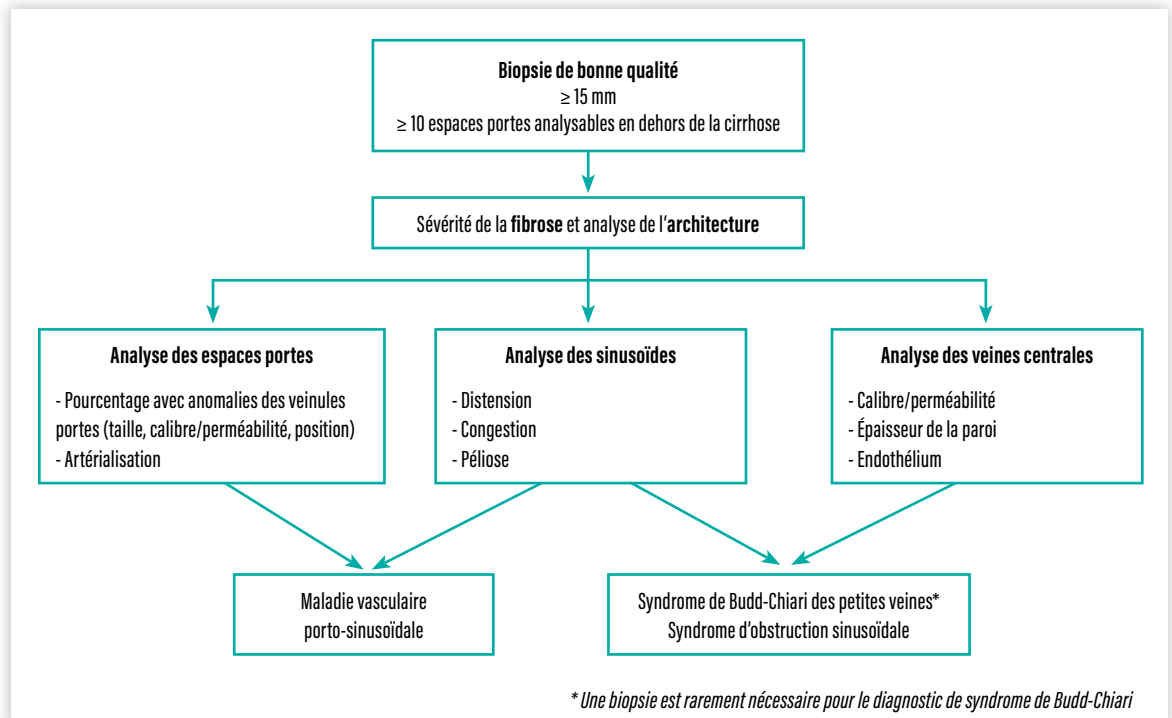 Biopsie de bonne qualité
≥ 15 mm
≥ 10 espaces portes analysables en dehors de la cirrhose
Sévérité de la fibrose et analyse de l'architecture
Analyse des espaces portes
- Pourcentage avec anomalies des veinules
portes (taille, calibre/perméabilité, position)
- Artérialisation
Analyse des sinusoïdes
- Distension
- Congestion
- Péliose
Analyse des veines centrales
- Calibre/perméabilité
- Épaisseur de la paroi
- Endothélium
Maladie vasculaire
porto-sinusoïdale
Syndrome de Budd-Chiari des petites veines*
Syndrome d'obstruction sinusoïdale
* Une biopsie est rarement nécessaire pour le diagnostic de syndrome de Budd-Chiari